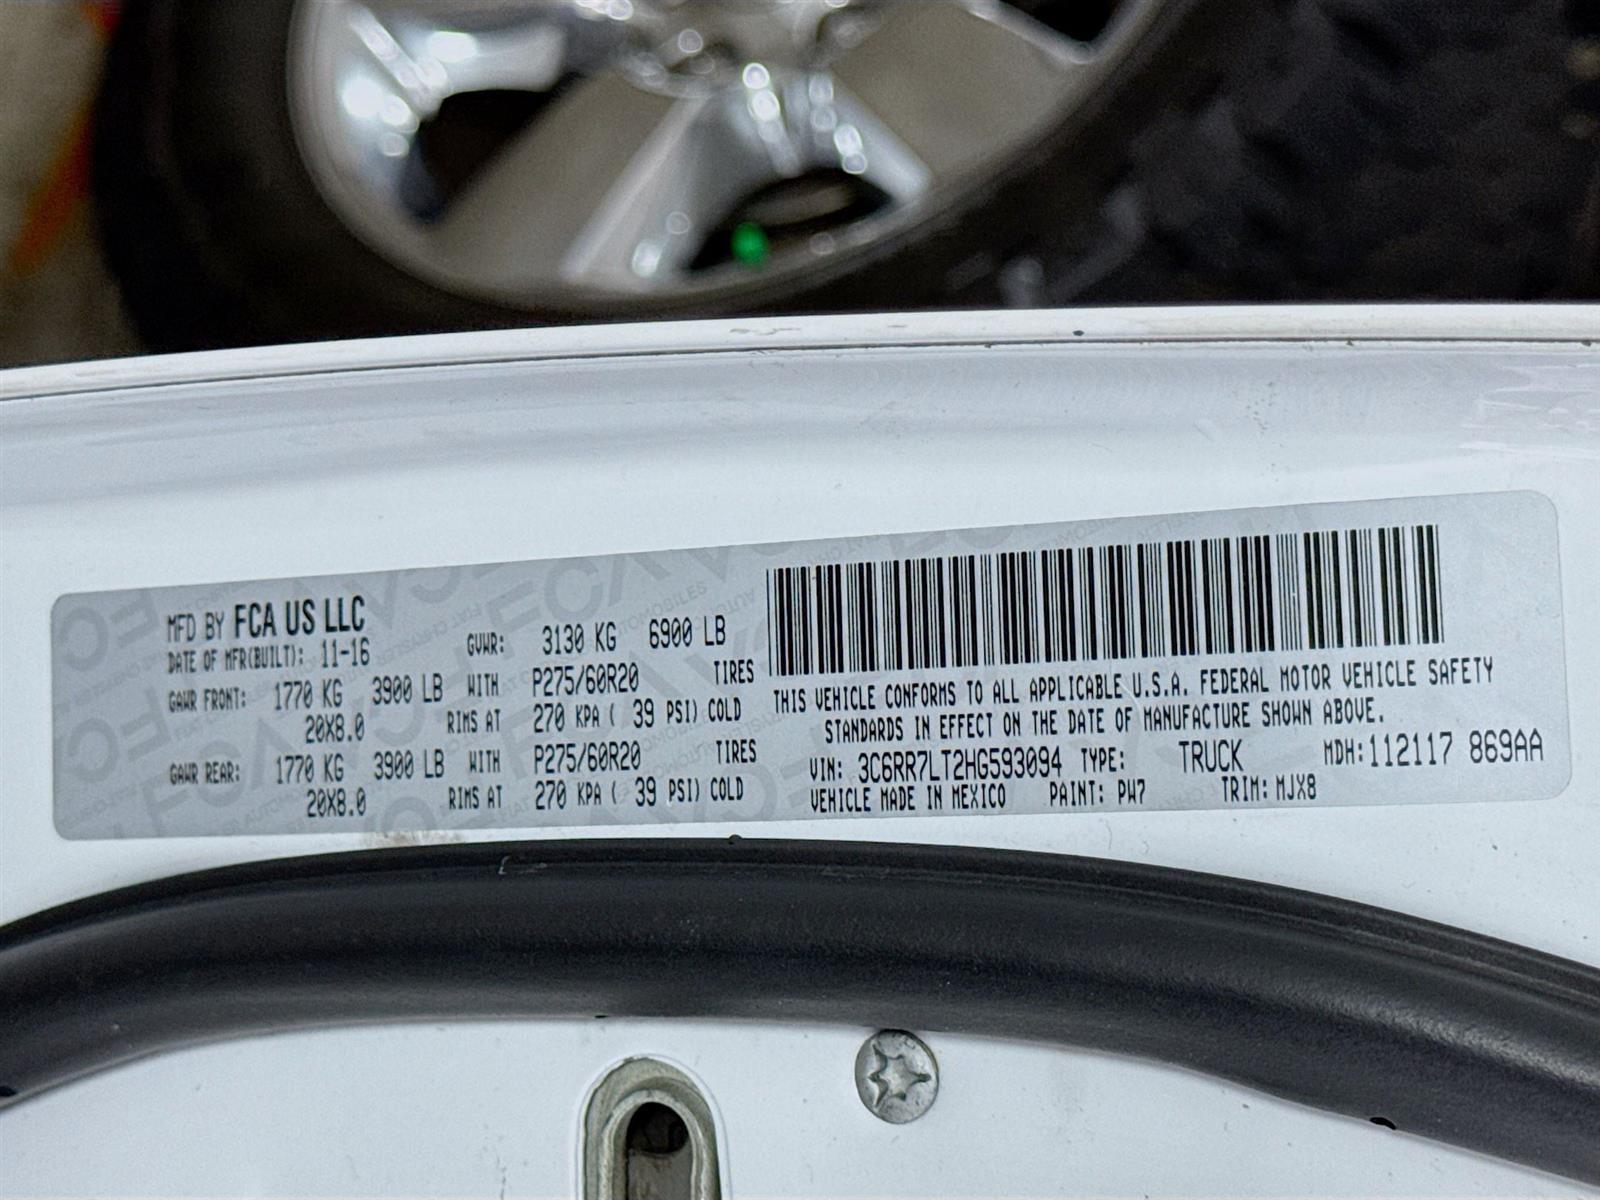 MFD BY FCA US LLC
DATE OF MFR(BUILT): 11-16 GVWR: 3130 KG 6900 LB
GAWR FRONT: 1770 KG 3900 LB WITH P275/60R20 TIRES
20X8.0 RIMS AT 270 KPA ( 39 PSI) COLD
GAWR REAR: 1770 KG 3900 LB WITH P275/60R20 TIRES
20X8.0 RIMS AT 270 KPA ( 39 PSI) COLD
THIS VEHICLE CONFORMS TO ALL APPLICABLE U.S.A. FEDERAL MOTOR VEHICLE SAFETY
STANDARDS IN EFFECT ON THE DATE OF MANUFACTURE SHOWN ABOVE.
VIN: 3C6RR7LT2HG593094 TYPE: TRUCK MDH:112117 869AA
VEHICLE MADE IN MEXICO PAINT: PW7 TRIM: MJX8